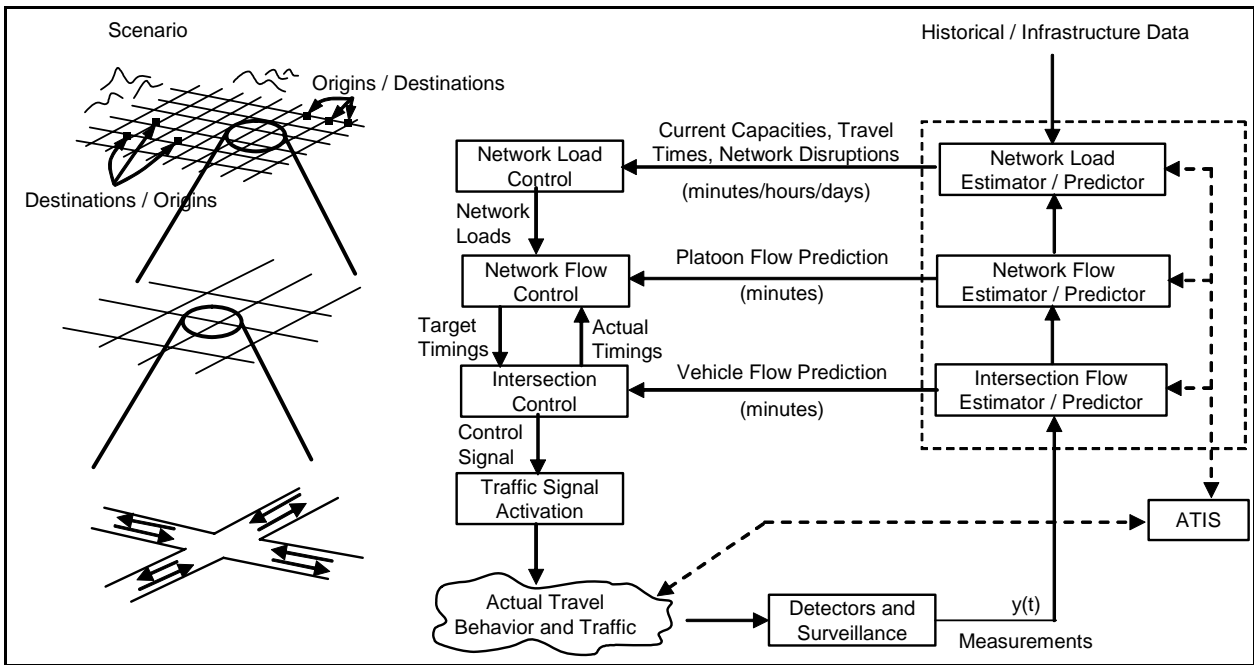 Scenario
Historical / Infrastructure Data
Origins / Destinations
Destinations / Origins
Network Load
Control
Current Capacities, Travel
Times, Network Disruptions
(minutes/hours/days)
Network Load
Estimator / Predictor
Network
Loads
Network Flow
Control
Platoon Flow Prediction
(minutes)
Network Flow
Estimator / Predictor
Target
Timings
Actual
Timings
Intersection
Control
Vehicle Flow Prediction
(minutes)
Intersection Flow
Estimator / Predictor
Control
Signal
Traffic Signal
Activation
ATIS
Actual Travel
Behavior and Traffic
Detectors and
Surveillance
y(t)
Measurements